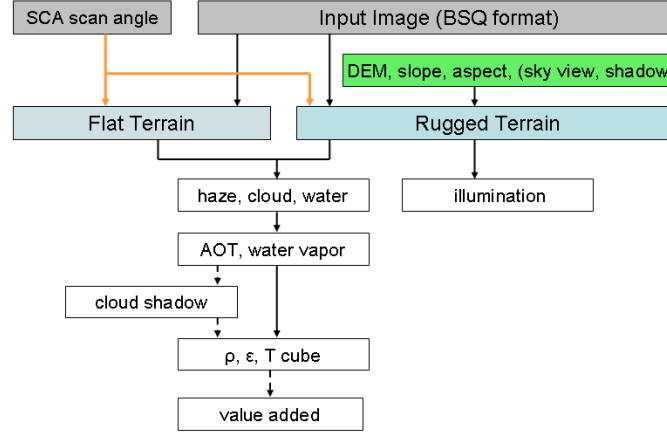 SCA scan angle
Input Image (BSQ format)
DEM, slope, aspect, (sky view, shadow
Flat Terrain
Rugged Terrain
haze, cloud, water
illumination
AOT, water vapor
cloud shadow
ρ, ε, T cube
value added